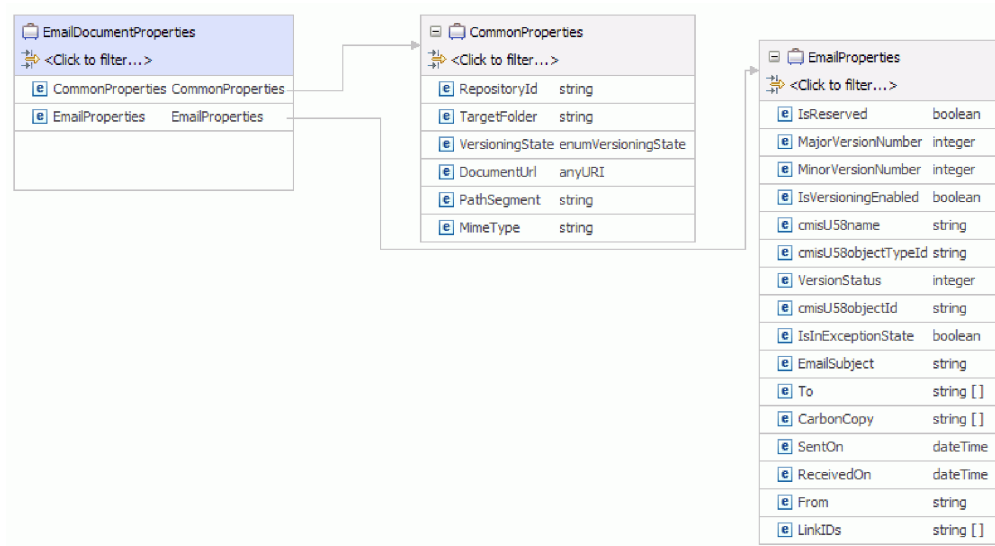 EmailDocumentProperties
<Click to filter...>
CommonProperties CommonProperties
EmailProperties EmailProperties
CommonProperties
<Click to filter...>
RepositoryId string
TargetFolder string
VersioningState enumVersioningState
DocumentUrl anyURI
PathSegment string
MimeType string
EmailProperties
<Click to filter...>
IsReserved boolean
MajorVersionNumber integer
MinorVersionNumber integer
IsVersioningEnabled boolean
cmisU58name string
cmisU58objectTypeId string
VersionStatus integer
cmisU58objectId string
IsInExceptionState boolean
EmailSubject string
To string []
CarbonCopy string []
SentOn dateTime
ReceivedOn dateTime
From string
LinkIDs string []